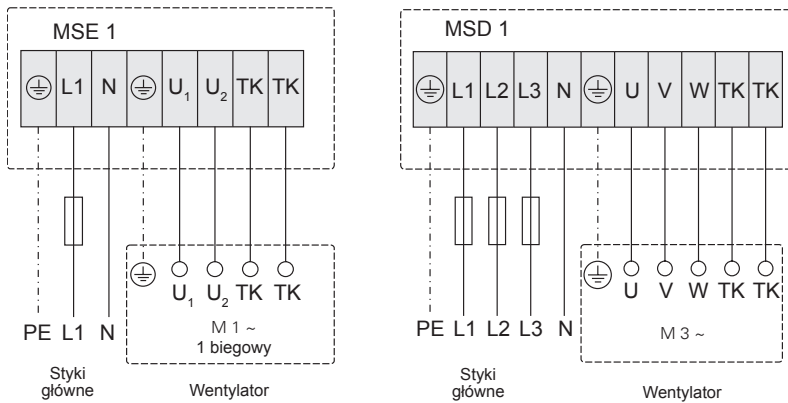 MSE 1
L1 N U₁ U₂ TK TK
U₁ U₂ TK TK
M 1 ~
1 biegowy
PE L1 N
Styki
główne
Wentylator
MSD 1
L1 L2 L3 N U V W TK TK
U V W TK TK
M 3 ~
PE L1 L2 L3 N
Styki
główne
Wentylator